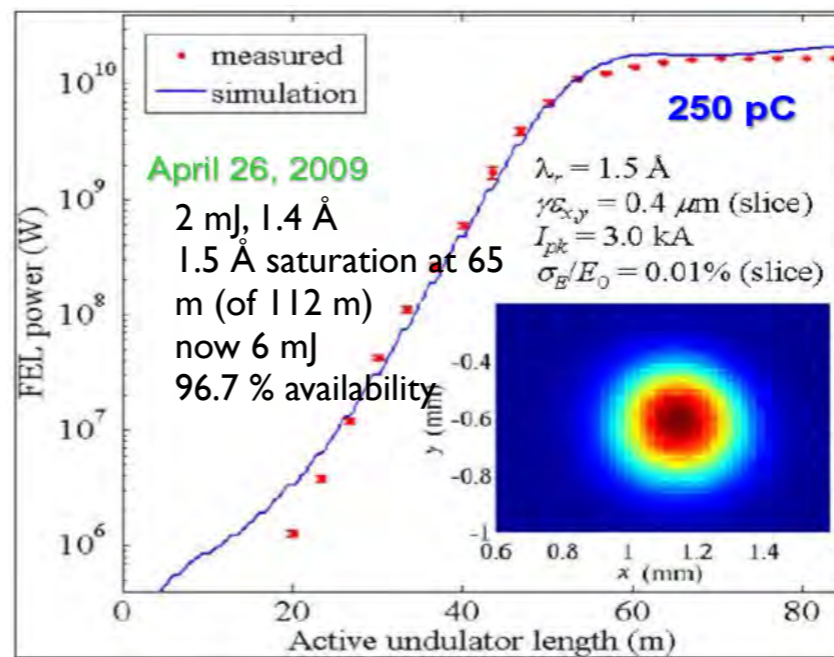 measured
simulation
250 pC
April 26, 2009
2 mJ, 1.4 Å
1.5 Å saturation at 65
m (of 112 m)
now 6 mJ
96.7 % availability
λr = 1.5 Å
γεx,y = 0.4 μm (slice)
Ipk = 3.0 kA
σE/E0 = 0.01% (slice)
FEL power (W)
10^10
10^9
10^8
10^7
10^6
0 20 40 60 80
Active undulator length (m)
y (mm)
-0.4
-0.6
-0.8
-1
0.6 0.8 1 1.2 1.4
x (mm)